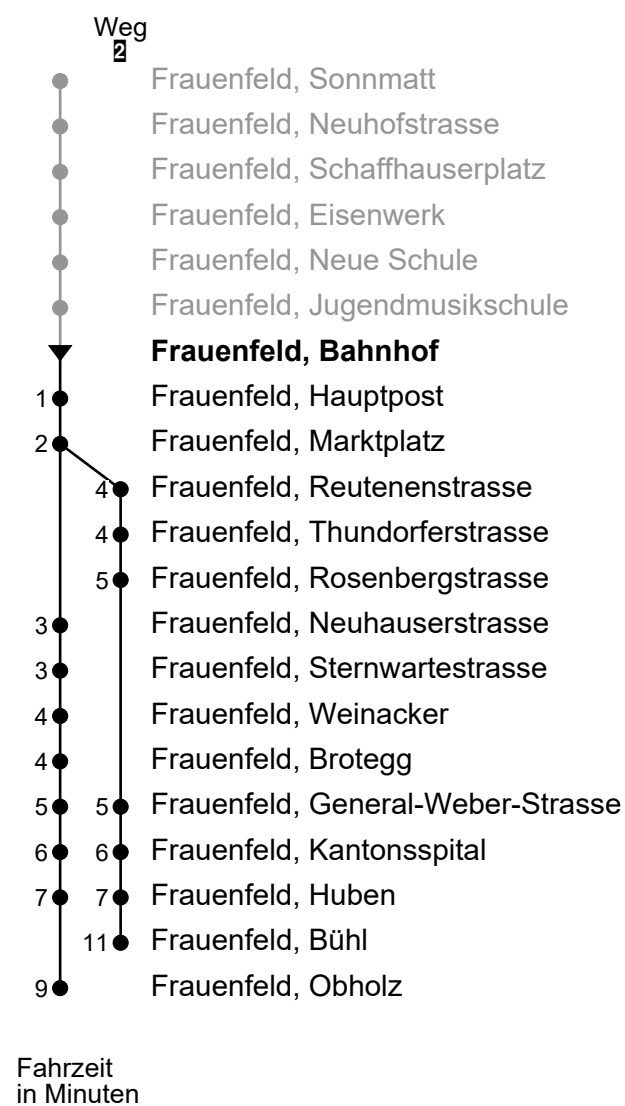 Weg
2
Frauenfeld, Sonnmatt
Frauenfeld, Neuhofstrasse
Frauenfeld, Schaffhauserplatz
Frauenfeld, Eisenwerk
Frauenfeld, Neue Schule
Frauenfeld, Jugendmusikschule
Frauenfeld, Bahnhof
1 Frauenfeld, Hauptpost
2 Frauenfeld, Marktplatz
4 Frauenfeld, Reutenenstrasse
4 Frauenfeld, Thundorferstrasse
5 Frauenfeld, Rosenbergstrasse
3 Frauenfeld, Neuhauserstrasse
3 Frauenfeld, Sternwartestrasse
4 Frauenfeld, Weinacker
4 Frauenfeld, Brotegg
5 5 Frauenfeld, General-Weber-Strasse
6 6 Frauenfeld, Kantonsspital
7 7 Frauenfeld, Huben
11 Frauenfeld, Bühl
9 Frauenfeld, Obholz
Fahrzeit
in Minuten